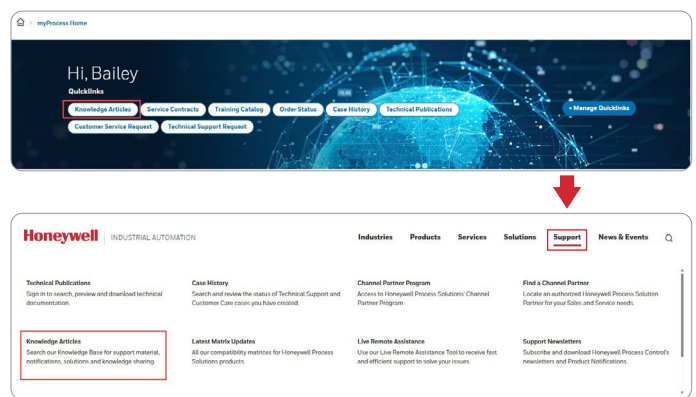 myProcess Home
Hi, Bailey
Quicklinks
Knowledge Articles Service Contracts Training Catalog Order Status Case History Technical Publications
+ Manage Quicklinks
Customer Service Request Technical Support Request
Honeywell INDUSTRIAL AUTOMATION Industries Products Services Solutions Support News & Events
Technical Publications
Sign in to search, preview and download technical
documentation.
Case History
Search and review the status of Technical Support and
Customer Care cases you have created
Channel Partner Program
Access to Honeywell Process Solutions' Channel
Partner Program
Find a Channel Partner
Locate an authorized Honeywell Process Solution
Partner for your Sales and Service needs.
Knowledge Articles
Search our Knowledge Base for support material,
notifications, solutions and knowledge sharing.
Latest Matrix Updates
All our compatibility matrices for Honeywell Process
Solutions products.
Live Remote Assistance
Use our Live Remote Assistance Tool to receive fast
and efficient support to solve your issues.
Support Newsletters
Subscribe and download Honeywell Process Control's
newsletters and Product Notifications.